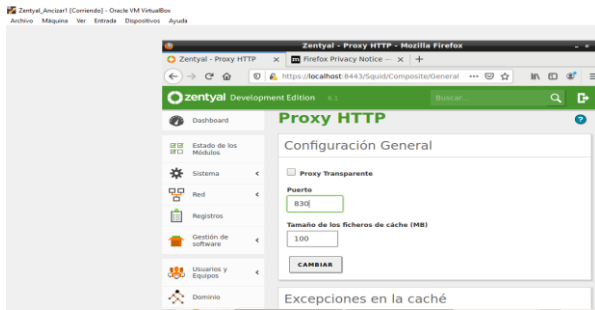 Zentyal_Ancizar1 [Corriendo] - Oracle VM VirtualBox
Archivo Máquina Ver Entrada Dispositivos Ayuda
Zentyal - Proxy HTTP - Mozilla Firefox
Zentyal - Proxy HTTP
Firefox Privacy Notice —
https://localhost:8443/Squid/Composite/General
zentyal Development Edition 6.1
Buscar...
Dashboard
Proxy HTTP
Estado de los
Módulos
Configuración General
Sistema
Proxy Transparente
Red
Puerto
830
Registros
Tamaño de los ficheros de cáche (MB)
100
Gestión de
software
CAMBIAR
Usuarios y
Equipos
Dominio
Excepciones en la caché